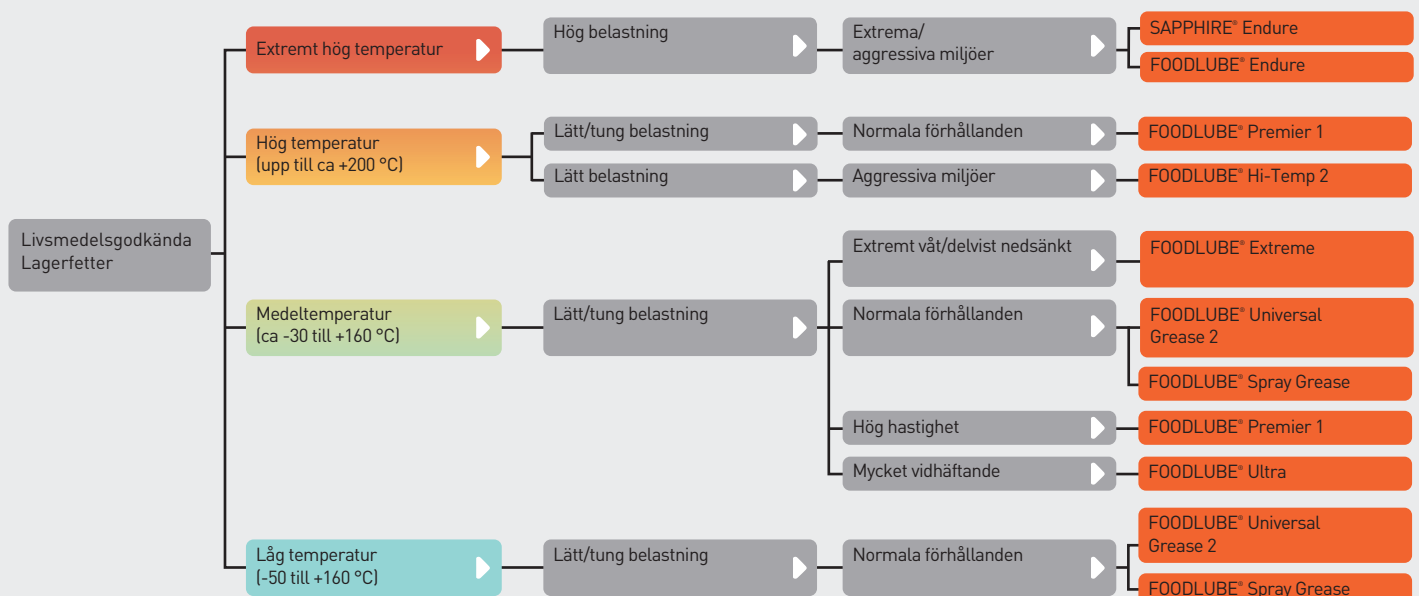 Livsmedelsgodkända
Lagerfetter
Extremt hög temperatur
Hög belastning
Extrema/
aggressiva miljöer
SAPPHIRE® Endure
FOODLUBE® Endure
Hög temperatur
(upp till ca +200 °C)
Lätt/tung belastning
Normala förhållanden
FOODLUBE® Premier 1
Lätt belastning
Aggressiva miljöer
FOODLUBE® Hi-Temp 2
Medeltemperatur
(ca -30 till +160 °C)
Lätt/tung belastning
Extremt våt/delvist nedsänkt
FOODLUBE® Extreme
Normala förhållanden
FOODLUBE® Universal
Grease 2
FOODLUBE® Spray Grease
Hög hastighet
FOODLUBE® Premier 1
Mycket vidhäftande
FOODLUBE® Ultra
Låg temperatur
(-50 till +160 °C)
Lätt/tung belastning
Normala förhållanden
FOODLUBE® Universal
Grease 2
FOODLUBE® Spray Grease